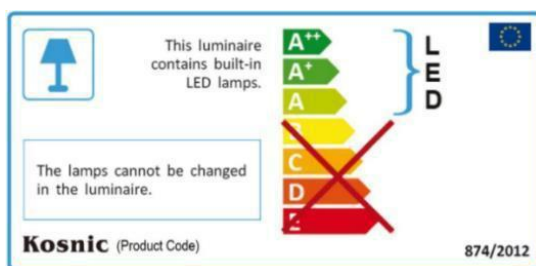 This luminaire
contains built-in
LED lamps.
A++
A+
A
B
C
D
E
L
E
D
The lamps cannot be changed
in the luminaire.
Kosnic (Product Code)
874/2012